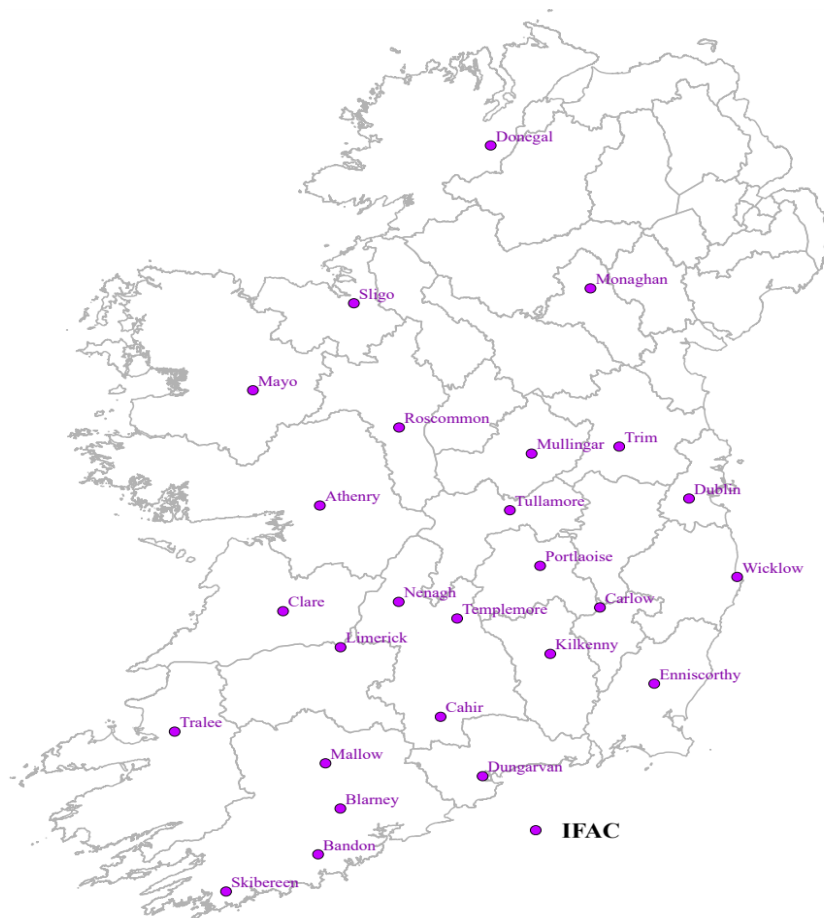 Donegal
Monaghan
Sligo
Mayo
Roscommon
Mullingar
Trim
Dublin
Athenry
Tullamore
Portlaoise
Wicklow
Nenagh
Clare
Carlow
Templemore
Limerick
Kilkenny
Enniscorthy
Cahir
Tralee
Mallow
Dungarvan
Blarney
IFAC
Bandon
Skibereen